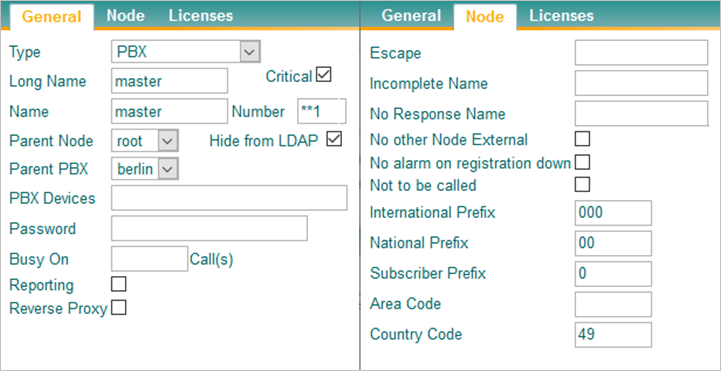 General Node Licenses
Type PBX
Long Name master Critical
Name master Number **1
Parent Node root Hide from LDAP
Parent PBX berlin
PBX Devices
Password
Busy On Call(s)
Reporting
Reverse Proxy
General Node Licenses
Escape
Incomplete Name
No Response Name
No other Node External
No alarm on registration down
Not to be called
International Prefix 000
National Prefix 00
Subscriber Prefix 0
Area Code
Country Code 49